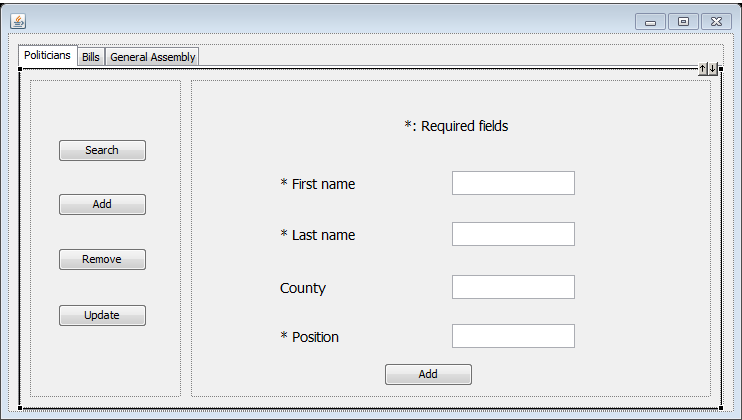 Politicians Bills General Assembly
*: Required fields
Search
Add
Remove
Update
* First name
* Last name
County
* Position
Add